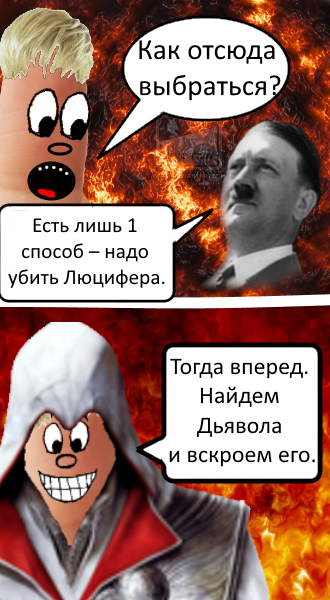 Как отсюда
выбраться?
Есть лишь 1
способ – надо
убить Люцифера.
Тогда вперед.
Найдем
Дьявола
и вскроем его.